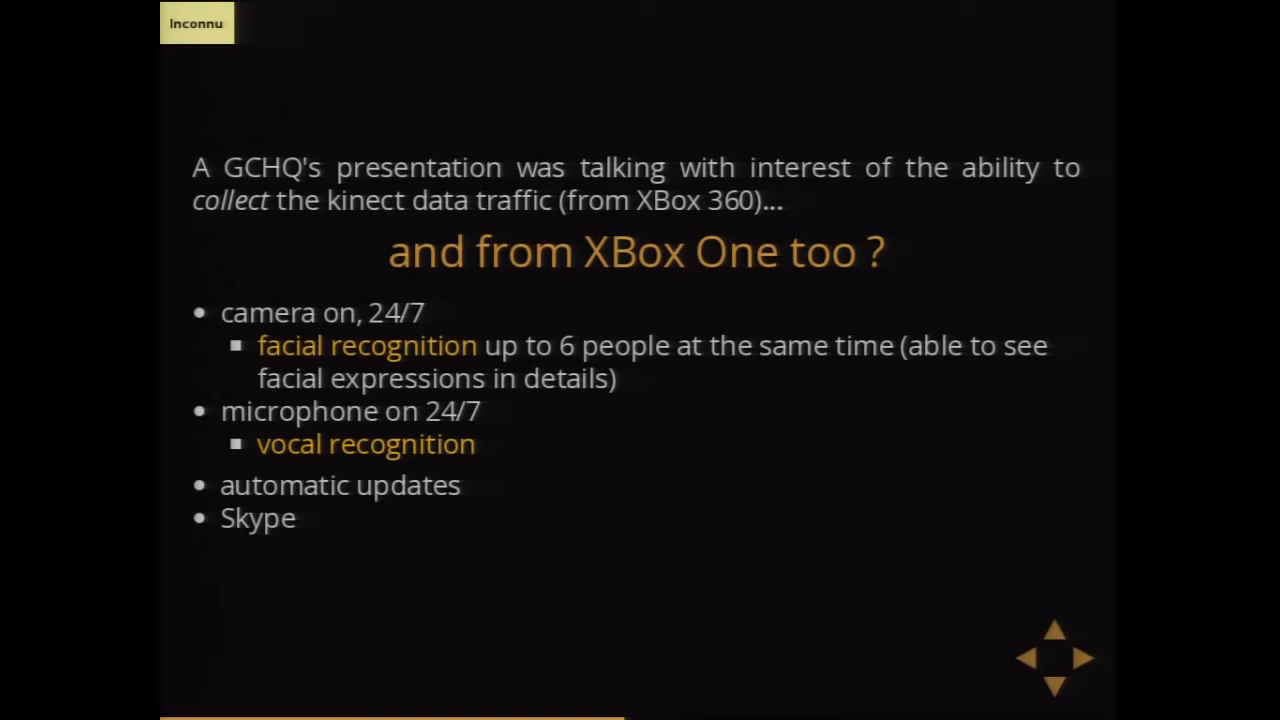 Inconnu
A GCHQ's presentation was talking with interest of the ability to
collect the kinect data traffic (from XBox 360)...
and from XBox One too ?
camera on, 24/7
facial recognition up to 6 people at the same time (able to see
facial expressions in details)
microphone on 24/7
vocal recognition
automatic updates
Skype